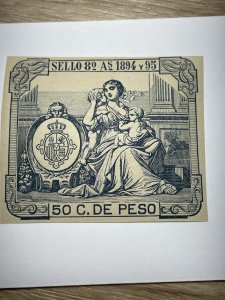 SELLO 8º Aˢ 1894 Y 95
50 C. DE PESO